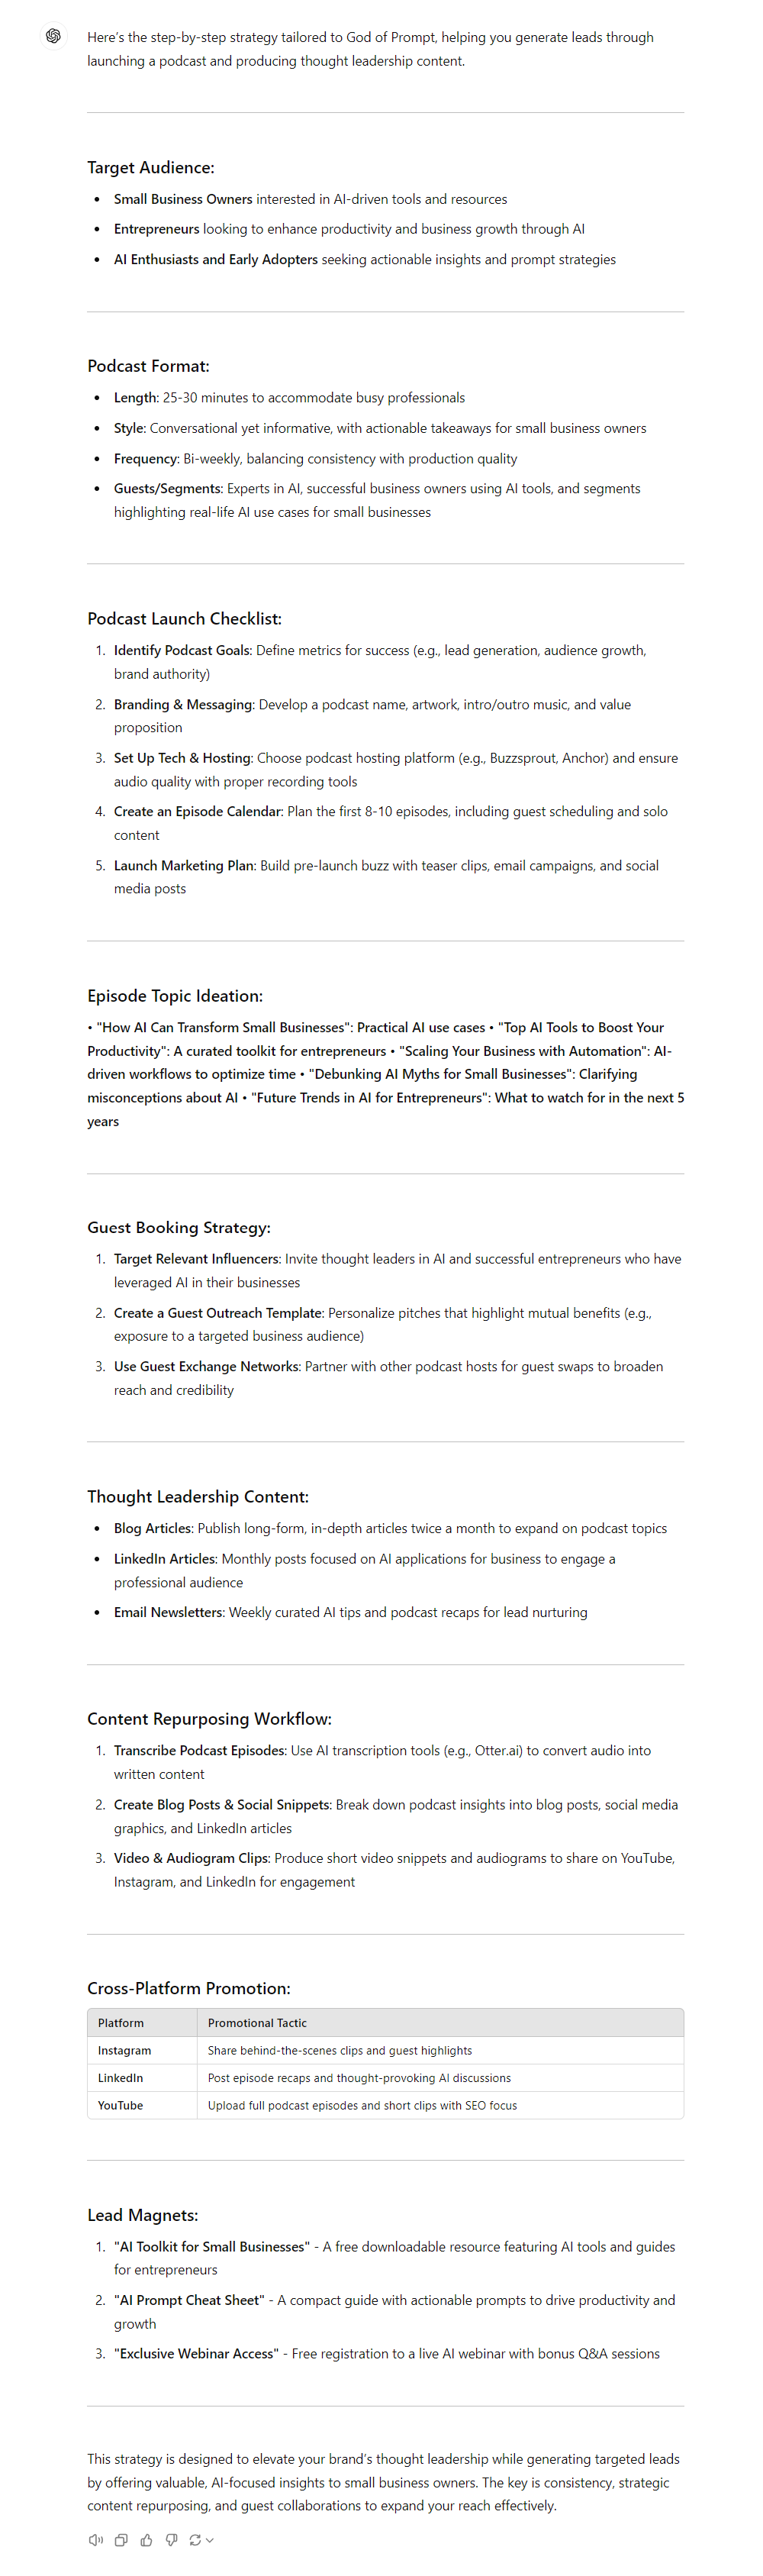 Here's the step-by-step strategy tailored to God of Prompt, helping you generate leads through
launching a podcast and producing thought leadership content.
Target Audience:
• Small Business Owners interested in AI-driven tools and resources
• Entrepreneurs looking to enhance productivity and business growth through AI
• AI Enthusiasts and Early Adopters seeking actionable insights and prompt strategies
Podcast Format:
• Length: 25-30 minutes to accommodate busy professionals
• Style: Conversational yet informative, with actionable takeaways for small business owners
• Frequency: Bi-weekly, balancing consistency with production quality
• Guests/Segments: Experts in AI, successful business owners using AI tools, and segments
highlighting real-life AI use cases for small businesses
Podcast Launch Checklist:
1. Identify Podcast Goals: Define metrics for success (e.g., lead generation, audience growth,
brand authority)
2. Branding & Messaging: Develop a podcast name, artwork, intro/outro music, and value
proposition
3. Set Up Tech & Hosting: Choose podcast hosting platform (e.g., Buzzsprout, Anchor) and ensure
audio quality with proper recording tools
4. Create an Episode Calendar: Plan the first 8-10 episodes, including guest scheduling and solo
content
5. Launch Marketing Plan: Build pre-launch buzz with teaser clips, email campaigns, and social
media posts
Episode Topic Ideation:
• "How AI Can Transform Small Businesses": Practical AI use cases • "Top AI Tools to Boost Your
Productivity": A curated toolkit for entrepreneurs • "Scaling Your Business with Automation": AI-
driven workflows to optimize time • "Debunking AI Myths for Small Businesses": Clarifying
misconceptions about AI • "Future Trends in AI for Entrepreneurs": What to watch for in the next 5
years
Guest Booking Strategy:
1. Target Relevant Influencers: Invite thought leaders in AI and successful entrepreneurs who have
leveraged AI in their businesses
2. Create a Guest Outreach Template: Personalize pitches that highlight mutual benefits (e.g.,
exposure to a targeted business audience)
3. Use Guest Exchange Networks: Partner with other podcast hosts for guest swaps to broaden
reach and credibility
Thought Leadership Content:
• Blog Articles: Publish long-form, in-depth articles twice a month to expand on podcast topics
• LinkedIn Articles: Monthly posts focused on AI applications for business to engage a
professional audience
• Email Newsletters: Weekly curated AI tips and podcast recaps for lead nurturing
Content Repurposing Workflow:
1. Transcribe Podcast Episodes: Use AI transcription tools (e.g., Otter.ai) to convert audio into
written content
2. Create Blog Posts & Social Snippets: Break down podcast insights into blog posts, social media
graphics, and LinkedIn articles
3. Video & Audiogram Clips: Produce short video snippets and audiograms to share on YouTube,
Instagram, and LinkedIn for engagement
Cross-Platform Promotion:
Platform Promotional Tactic
Instagram Share behind-the-scenes clips and guest highlights
LinkedIn Post episode recaps and thought-provoking AI discussions
YouTube Upload full podcast episodes and short clips with SEO focus
Lead Magnets:
1. "AI Toolkit for Small Businesses" - A free downloadable resource featuring AI tools and guides
for entrepreneurs
2. "AI Prompt Cheat Sheet" - A compact guide with actionable prompts to drive productivity and
growth
3. "Exclusive Webinar Access" - Free registration to a live AI webinar with bonus Q&A sessions
This strategy is designed to elevate your brand's thought leadership while generating targeted leads
by offering valuable, AI-focused insights to small business owners. The key is consistency, strategic
content repurposing, and guest collaborations to expand your reach effectively.